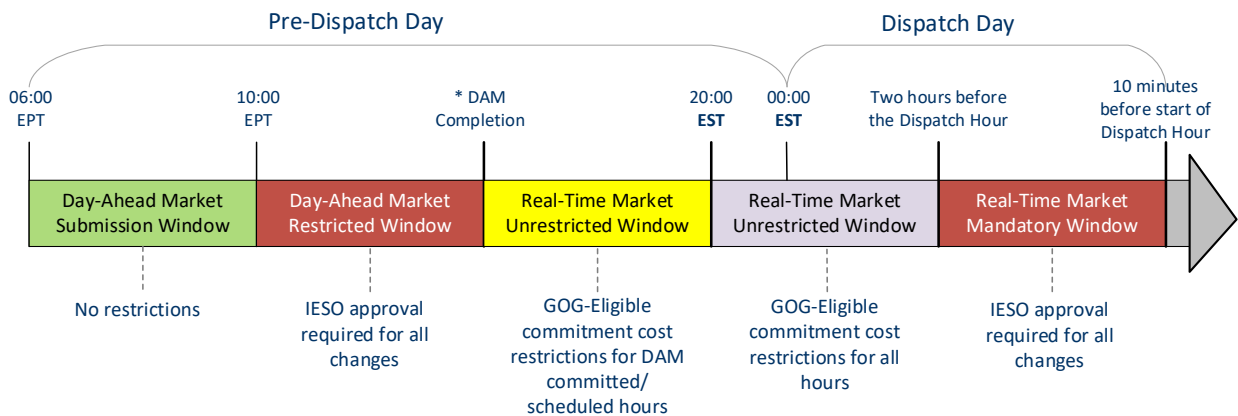 Pre-Dispatch Day
Dispatch Day
06:00
EPT
10:00
EPT
* DAM
Completion
20:00
EST
00:00
EST
Two hours before
the Dispatch Hour
10 minutes
before start of
Dispatch Hour
Day-Ahead Market
Submission Window
Day-Ahead Market
Restricted Window
Real-Time Market
Unrestricted Window
Real-Time Market
Unrestricted Window
Real-Time Market
Mandatory Window
No restrictions
IESO approval
required for all
changes
GOG-Eligible
commitment cost
restrictions for DAM
committed/
scheduled hours
GOG-Eligible
commitment cost
restrictions for all
hours
IESO approval
required for all
changes